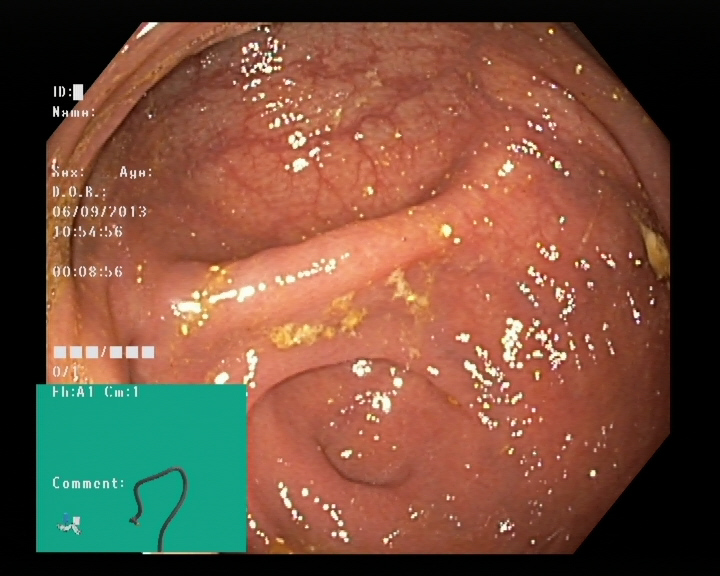 ID:
Name:
Sex: Age:
D.O.B.:
06/09/2013
10:54:56
00:08:56
■■■/■■■
0/1
Eh:A1 Cm:1
Comment: